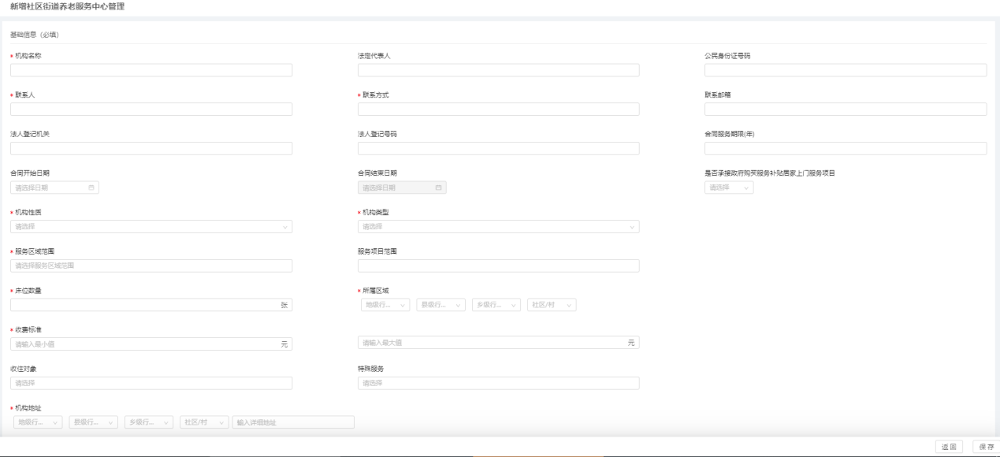 新增社区街道养老服务中心管理
基础信息（必填）
* 机构名称 法定代表人 公民身份证号码
* 联系人 * 联系方式 联系邮箱
法人登记机关 法人登记号码 合同服务期限(年)
合同开始日期 合同结束日期 是否承接政府购买服务补贴居家上门服务项目
请选择日期 请选择日期 请选择
* 机构性质 * 机构类型
请选择 请选择
* 服务区域范围 服务项目范围
请选择服务区域范围
* 床位数量 * 所属区域
张 地级行... 县级行... 乡级行... 社区/村
* 收费标准
请输入最小值 元 请输入最大值 元
收住对象 特殊服务
请选择 请选择
* 机构地址
地级行... 县级行... 乡级行... 社区/村 输入详细地址
返回 保存